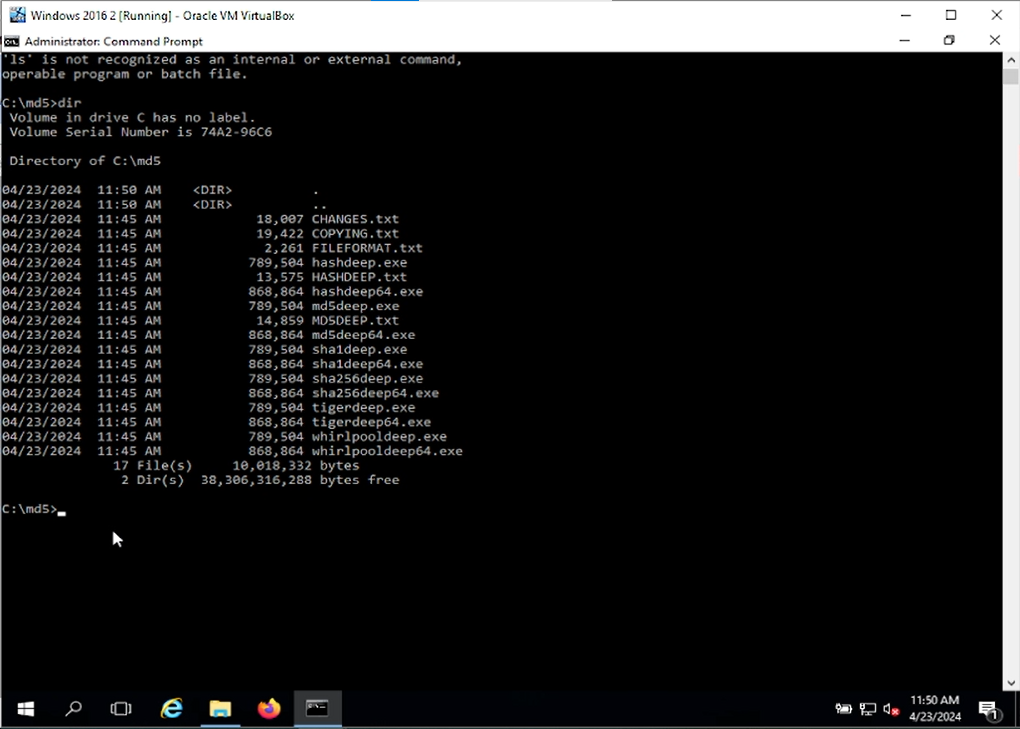 Windows 2016 2 [Running] - Oracle VM VirtualBox
Administrator: Command Prompt
'ls' is not recognized as an internal or external command,
operable program or batch file.
C:\md5>dir
Volume in drive C has no label.
Volume Serial Number is 74A2-96C6
Directory of C:\md5
04/23/2024 11:50 AM <DIR> .
04/23/2024 11:50 AM <DIR> ..
04/23/2024 11:45 AM 18,007 CHANGES.txt
04/23/2024 11:45 AM 19,422 COPYING.txt
04/23/2024 11:45 AM 2,261 FILEFORMAT.txt
04/23/2024 11:45 AM 789,504 hashdeep.exe
04/23/2024 11:45 AM 13,575 HASHDEEP.txt
04/23/2024 11:45 AM 868,864 hashdeep64.exe
04/23/2024 11:45 AM 789,504 md5deep.exe
04/23/2024 11:45 AM 14,859 MD5DEEP.txt
04/23/2024 11:45 AM 868,864 md5deep64.exe
04/23/2024 11:45 AM 789,504 sha1deep.exe
04/23/2024 11:45 AM 868,864 sha1deep64.exe
04/23/2024 11:45 AM 789,504 sha256deep.exe
04/23/2024 11:45 AM 868,864 sha256deep64.exe
04/23/2024 11:45 AM 789,504 tigerdeep.exe
04/23/2024 11:45 AM 868,864 tigerdeep64.exe
04/23/2024 11:45 AM 789,504 whirlpooldeep.exe
04/23/2024 11:45 AM 868,864 whirlpooldeep64.exe
17 File(s) 10,018,332 bytes
2 Dir(s) 38,306,316,288 bytes free
C:\md5>_
11:50 AM
4/23/2024
1